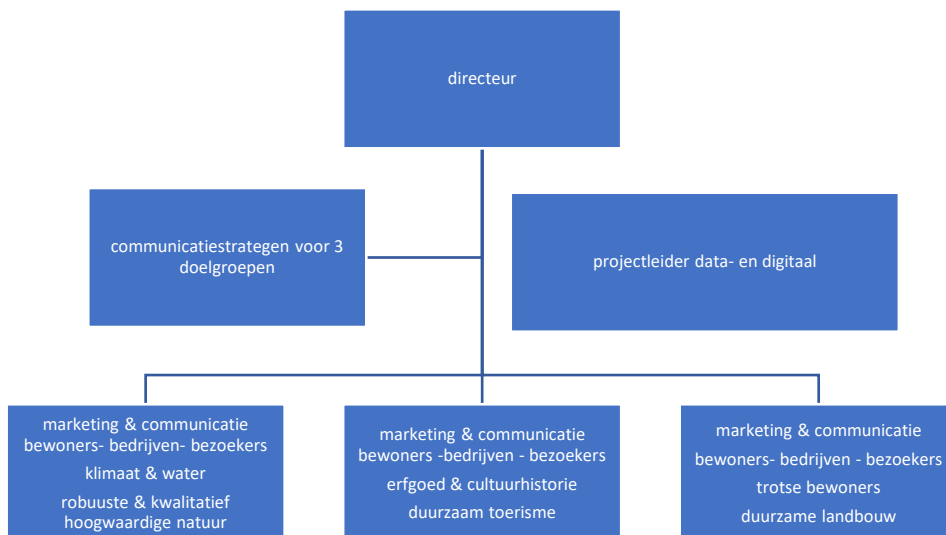 directeur
communicatiestrategen voor 3
doelgroepen
projectleider data- en digitaal
marketing & communicatie
bewoners- bedrijven- bezoekers
klimaat & water
robuuste & kwalitatief
hoogwaardige natuur
marketing & communicatie
bewoners -bedrijven - bezoekers
erfgoed & cultuurhistorie
duurzaam toerisme
marketing & communicatie
bewoners- bedrijven - bezoekers
trotse bewoners
duurzame landbouw